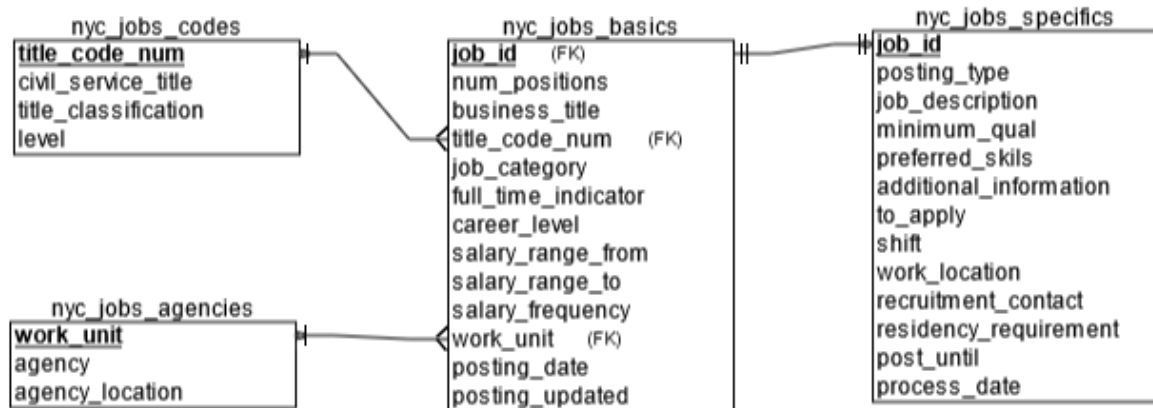 nyc_jobs_codes
title_code_num
civil_service_title
title_classification
level
nyc_jobs_agencies
work_unit
agency
agency_location
nyc_jobs_basics
job_id (FK)
num_positions
business_title
title_code_num (FK)
job_category
full_time_indicator
career_level
salary_range_from
salary_range_to
salary_frequency
work_unit (FK)
posting_date
posting_updated
nyc_jobs_specifics
job_id
posting_type
job_description
minimum_qual
preferred_skils
additional_information
to_apply
shift
work_location
recruitment_contact
residency_requirement
post_until
process_date